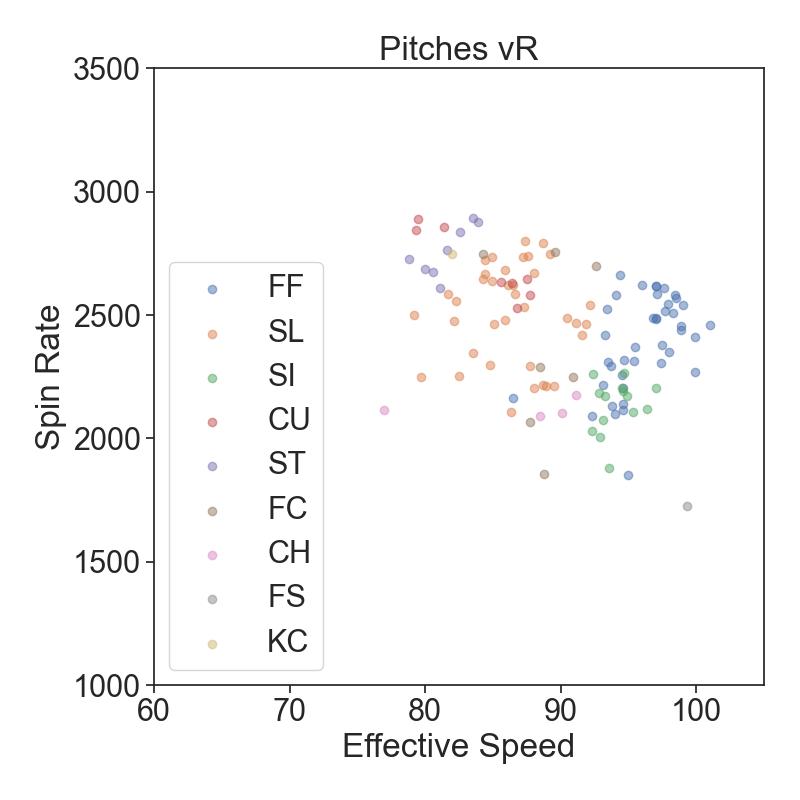 Pitches vR
3500
3000
2500
2000
1500
1000
Spin Rate
FF
SL
SI
CU
ST
FC
CH
FS
KC
60 70 80 90 100
Effective Speed